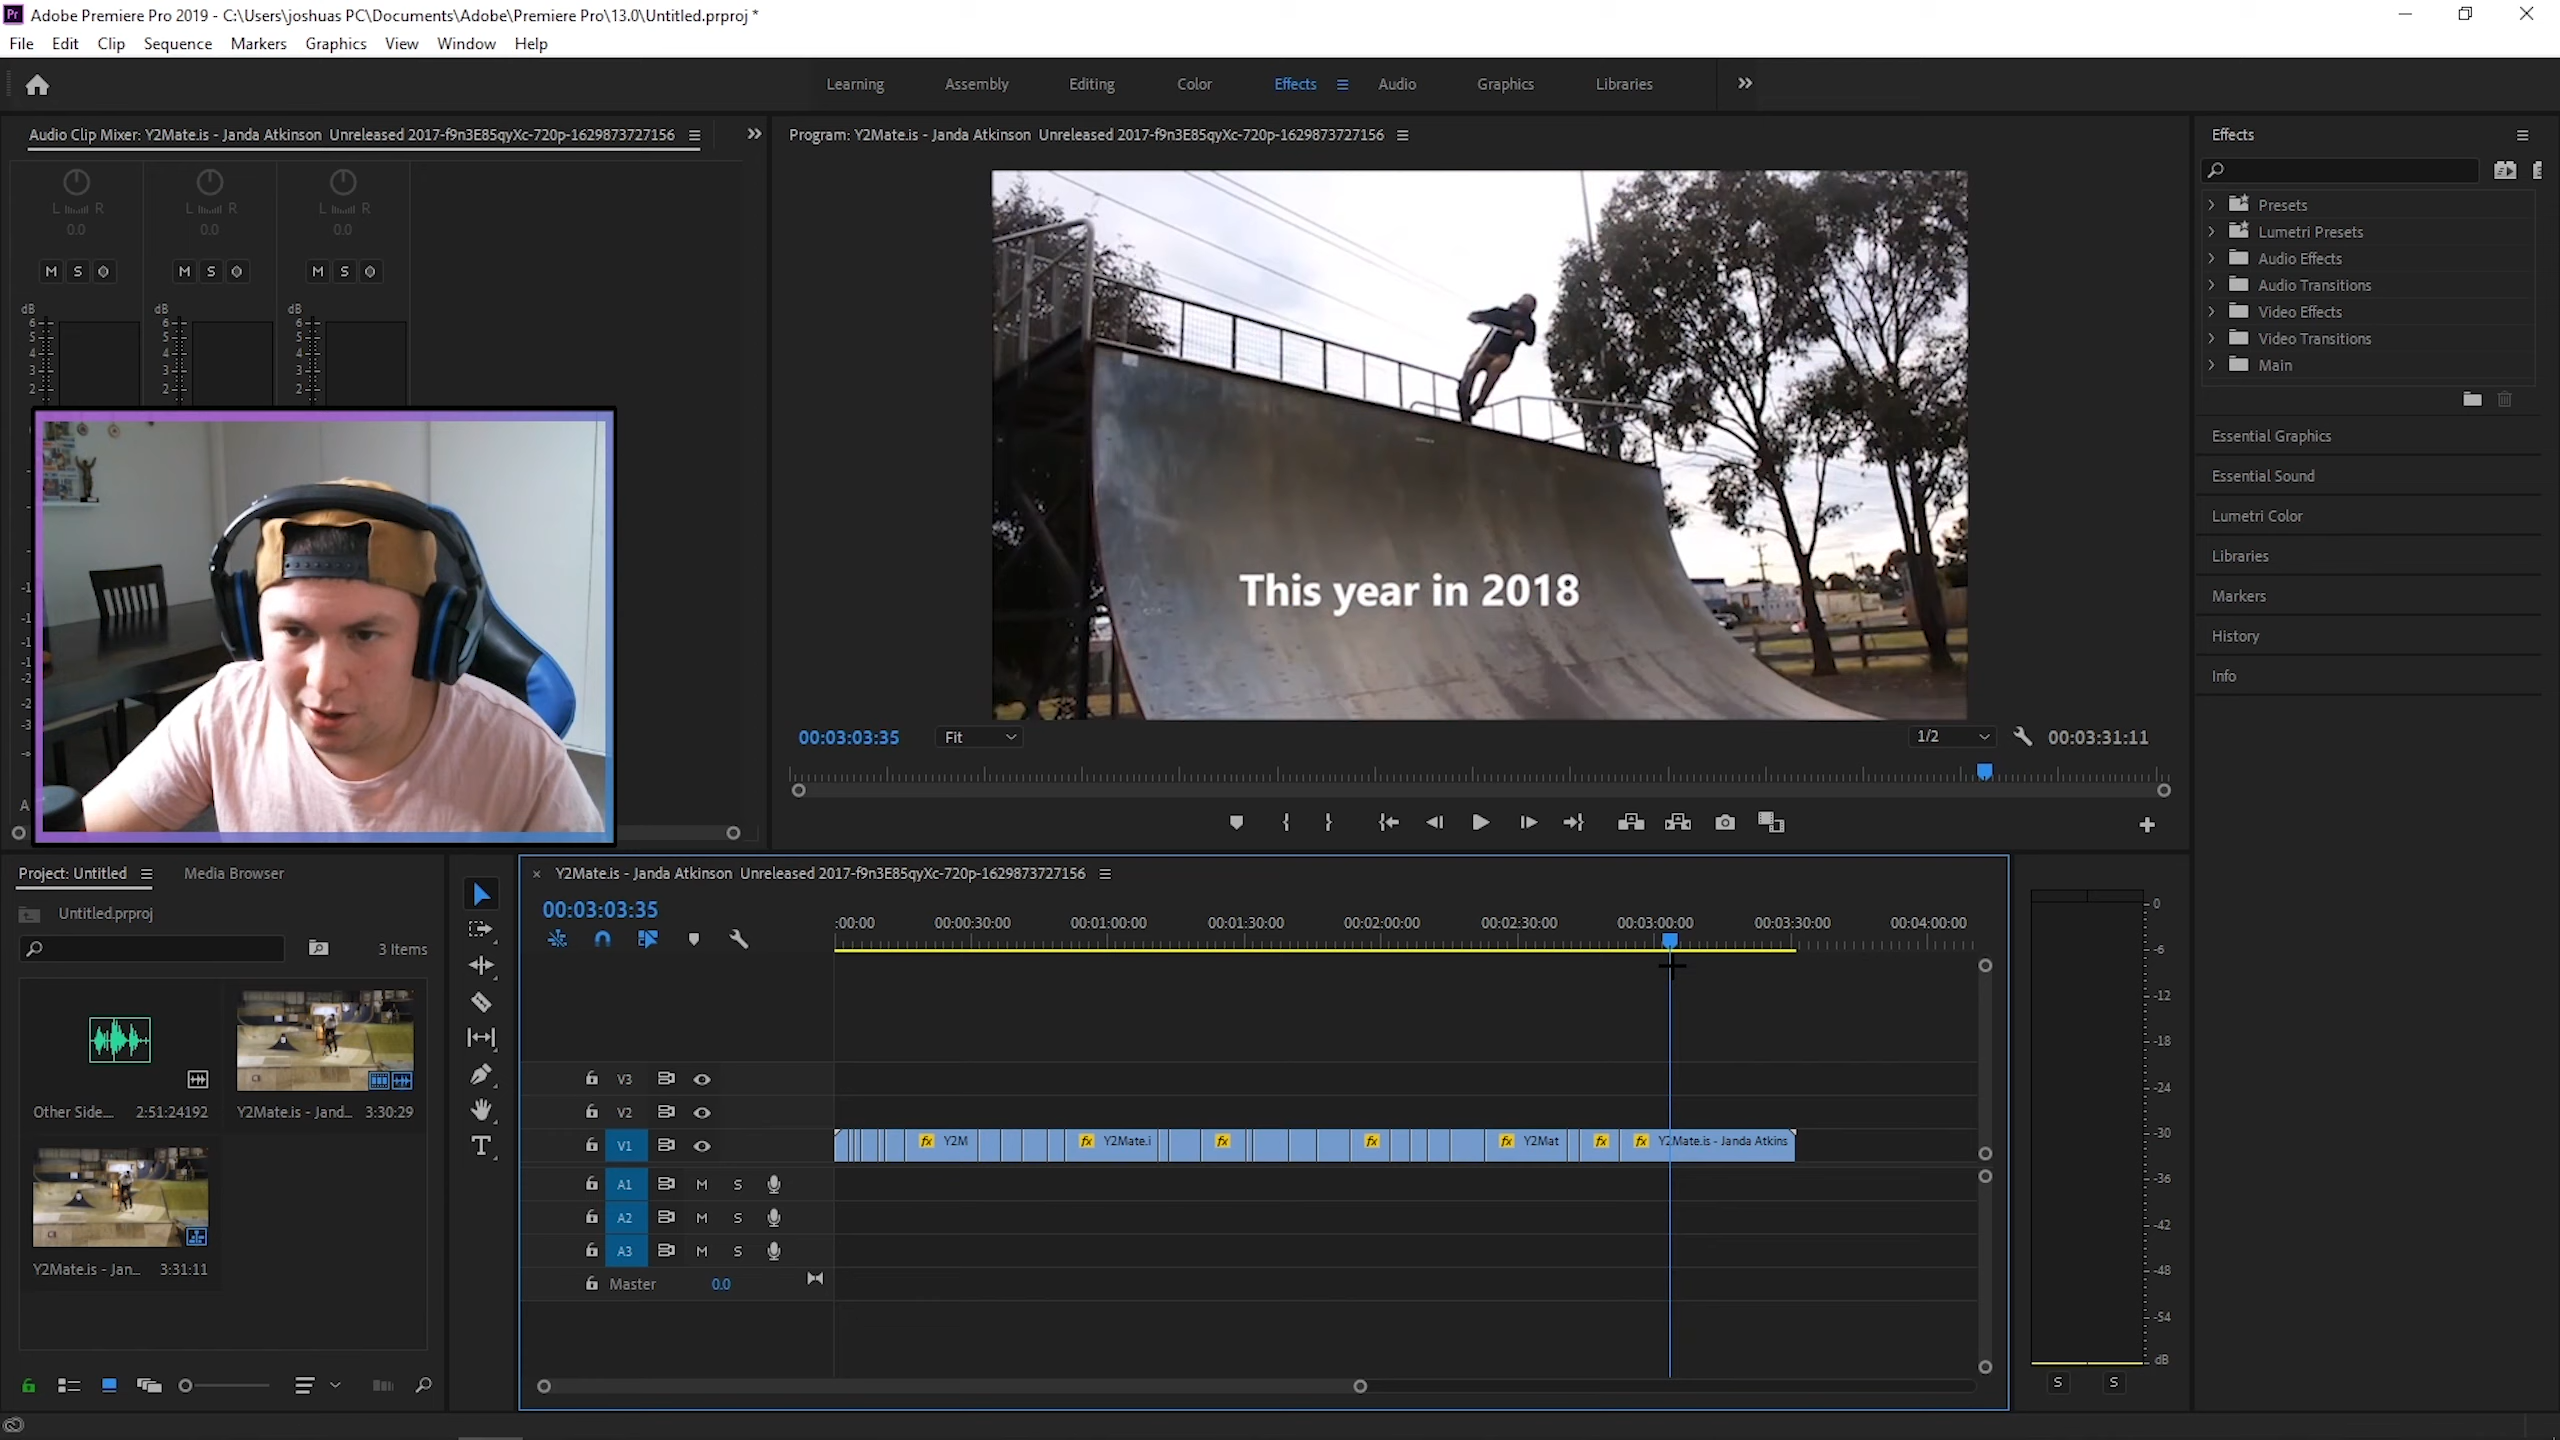 Adobe Premiere Pro 2019 - C:\Users\joshuas PC\Documents\Adobe\Premiere Pro\13.0\Untitled.prproj *
File Edit Clip Sequence Markers Graphics View Window Help
Learning Assembly Editing Color Effects Audio Graphics Libraries
Audio Clip Mixer: Y2Mate.is - Janda Atkinson Unreleased 2017-f9n3E85qyXc-720p-1629873727156
L R L R L R
0.0 0.0 0.0
M S M S M S
dB dB dB
6 6 6
5 5 5
4 4 4
3 3 3
2 2 2
Program: Y2Mate.is - Janda Atkinson Unreleased 2017-f9n3E85qyXc-720p-1629873727156
This year in 2018
00:03:03:35 Fit 1/2 00:03:31:11
Effects
Presets
Lumetri Presets
Audio Effects
Audio Transitions
Video Effects
Video Transitions
Main
Essential Graphics
Essential Sound
Lumetri Color
Libraries
Markers
History
Info
Project: Untitled Media Browser
Untitled.prproj
3 Items
Other Side... 2:51:24192
Y2Mate.is - Jand... 3:30:29
Y2Mate.is - Jan... 3:31:11
Y2Mate.is - Janda Atkinson Unreleased 2017-f9n3E85qyXc-720p-1629873727156
00:03:03:35
:00:00 00:00:30:00 00:01:00:00 00:01:30:00 00:02:00:00 00:02:30:00 00:03:00:00 00:03:30:00 00:04:00:00
V3
V2
V1 fx Y2M fx Y2Mate.i fx fx fx Y2Mat fx fx Y2Mate.is - Janda Atkins
A1 M S
A2 M S
A3 M S
Master 0.0
0
-6
-12
-18
-24
-30
-36
-42
-48
-54
dB
S S